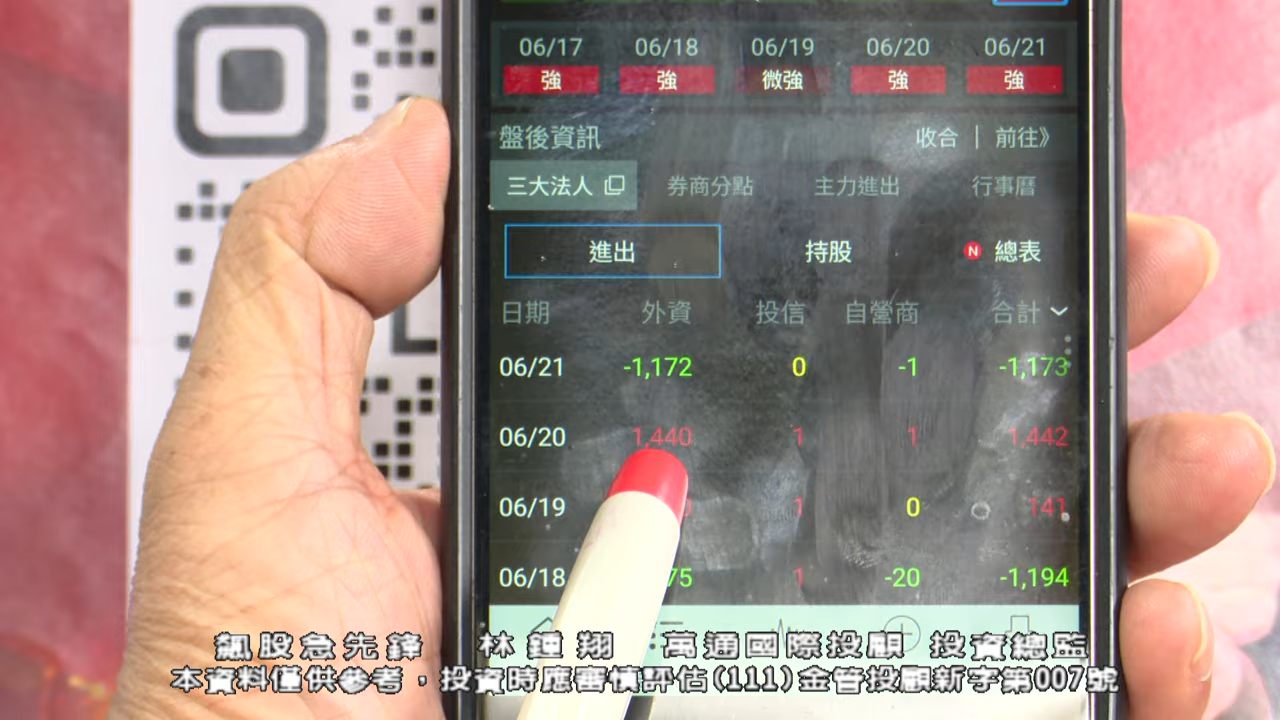 06/17 06/18 06/19 06/20 06/21
強 強 微強 強 強
盤後資訊 收合 | 前往》
三大法人 券商分點 主力進出 行事曆
進出 持股 N 總表
日期 外資 投信 自營商 合計
06/21 -1,172 0 -1 -1,173
06/20 1,440 1 1 1,442
06/19 1 0 141
06/18 75 1 -20 -1,194
飆股急先鋒 林鍾翔 萬通國際投顧 投資總監
本資料僅供參考，投資時應審慎評估(111)金管投顧新字第007號